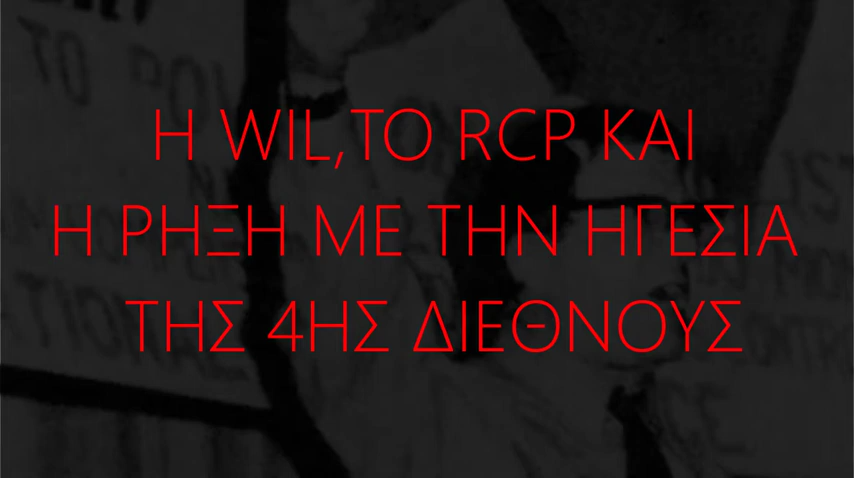 Η WIL,ΤΟ RCP ΚΑΙ
Η ΡΗΞΗ ΜΕ ΤΗΝ ΗΓΕΣΙΑ
ΤΗΣ 4ΗΣ ΔΙΕΘΝΟΥΣ